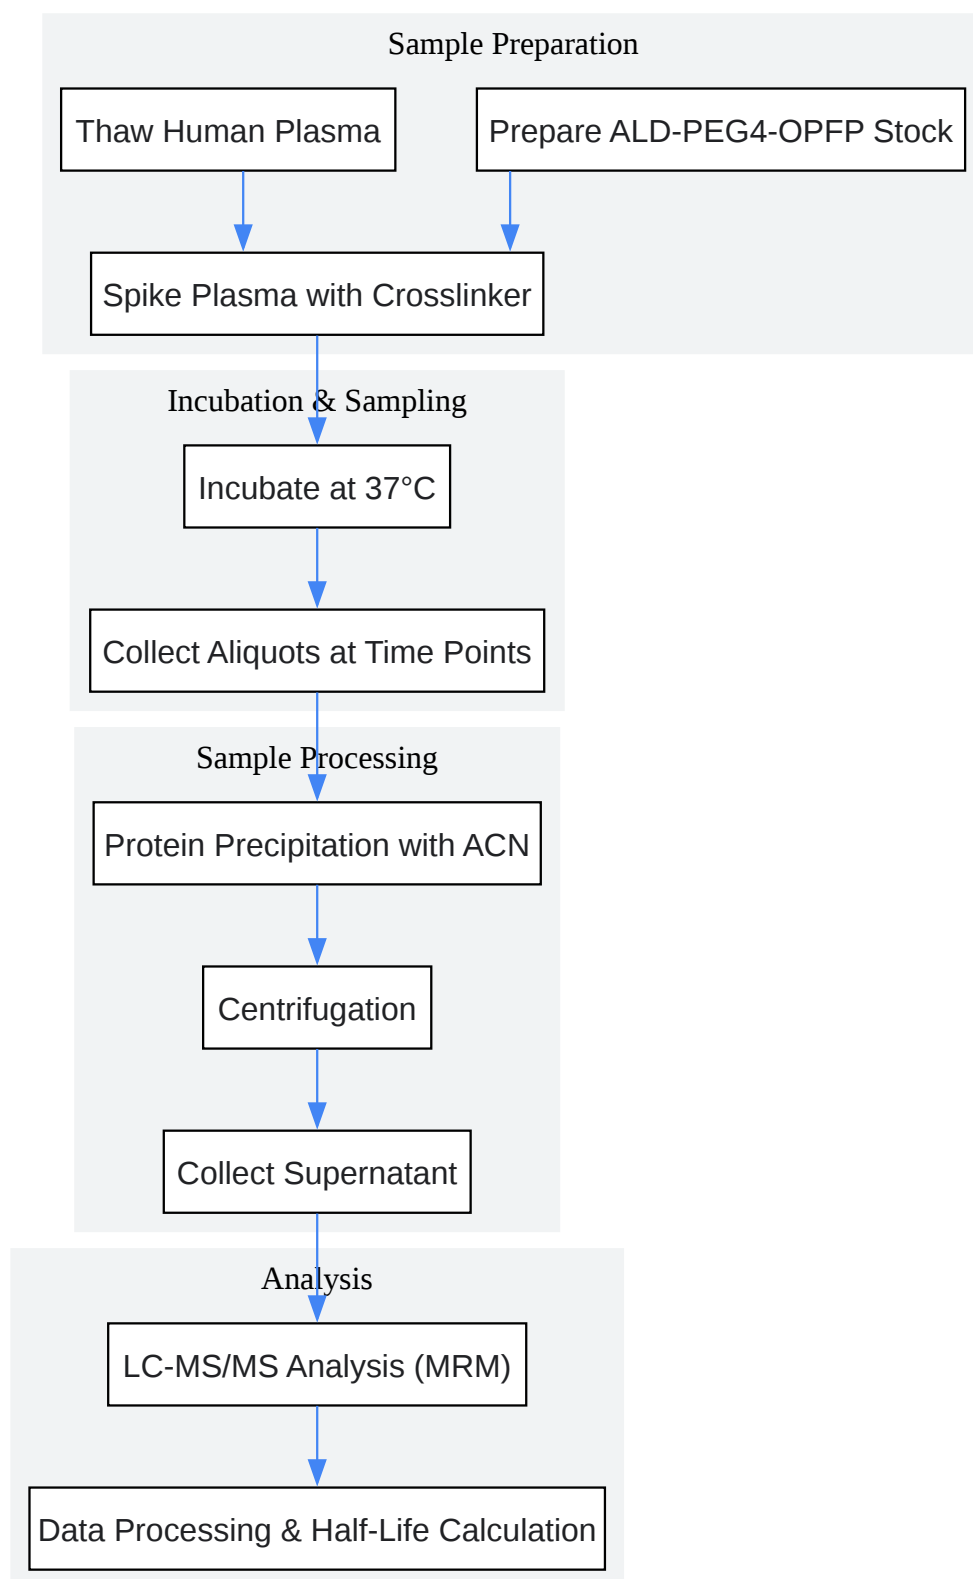 Sample Preparation
Thaw Human Plasma
Prepare ALD-PEG4-OPFP Stock
Spike Plasma with Crosslinker
Incubation & Sampling
Incubate at 37°C
Collect Aliquots at Time Points
Sample Processing
Protein Precipitation with ACN
Centrifugation
Collect Supernatant
Analysis
LC-MS/MS Analysis (MRM)
Data Processing & Half-Life Calculation